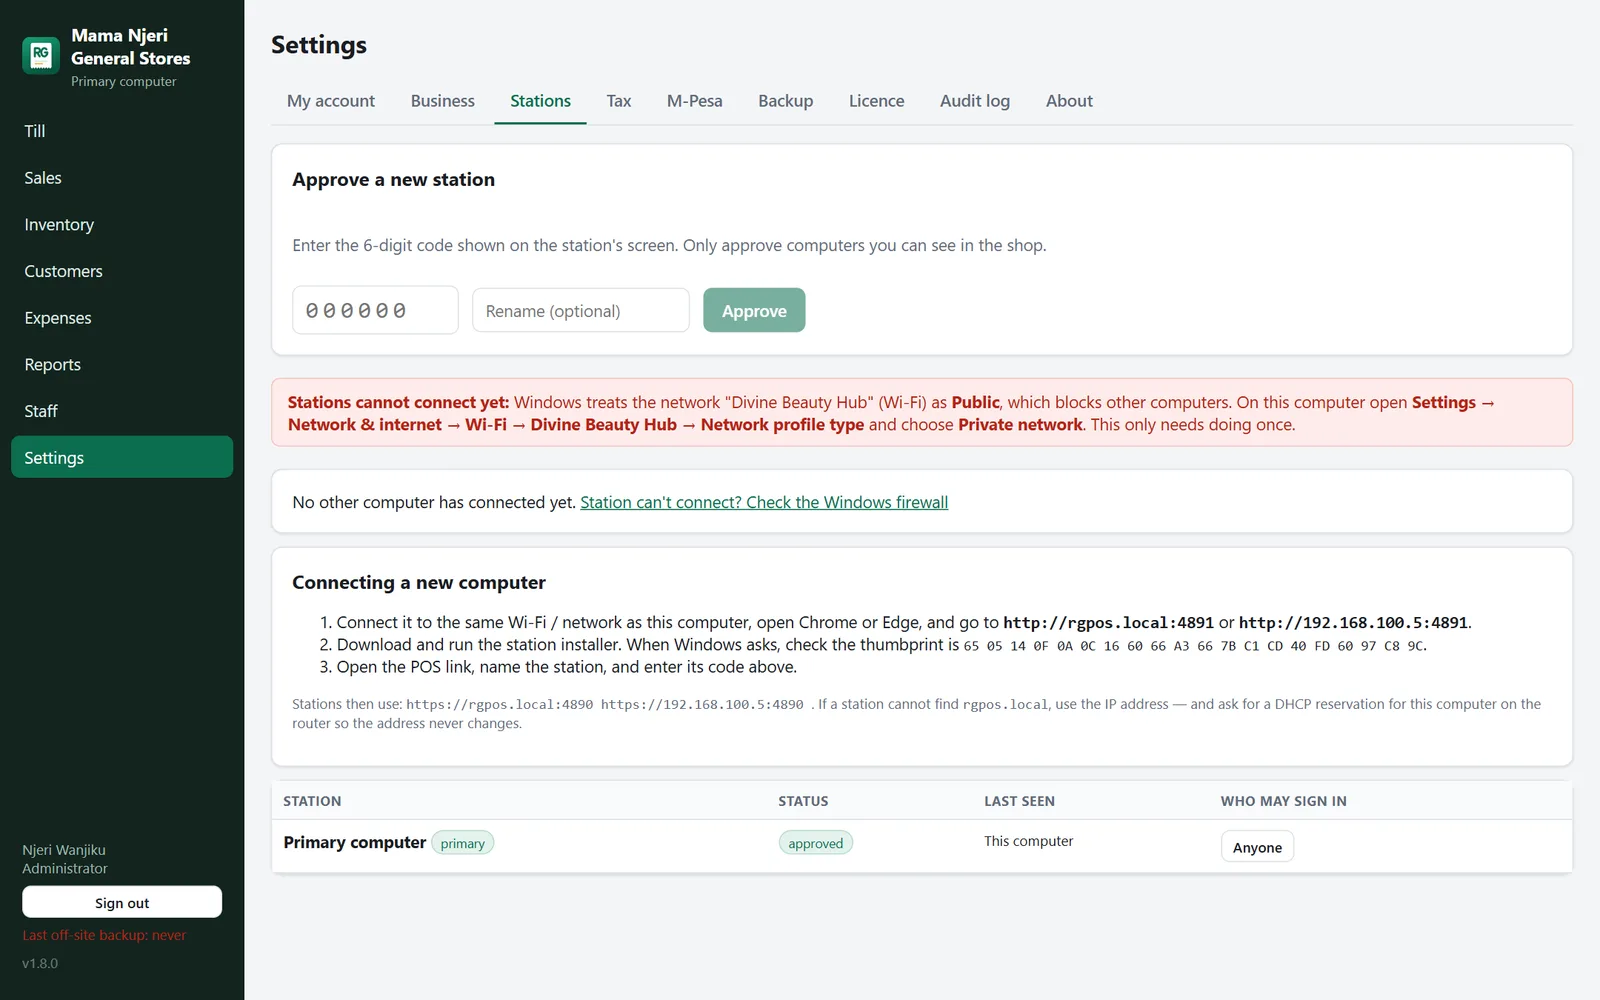 RG
Mama Njeri
General Stores
Primary computer
Till
Sales
Inventory
Customers
Expenses
Reports
Staff
Settings
Njeri Wanjiku
Administrator
Sign out
Last off-site backup: never
v1.8.0
Settings
My account Business Stations Tax M-Pesa Backup Licence Audit log About
Approve a new station
Enter the 6-digit code shown on the station's screen. Only approve computers you can see in the shop.
000000 Rename (optional) Approve
Stations cannot connect yet: Windows treats the network "Divine Beauty Hub" (Wi-Fi) as Public, which blocks other computers. On this computer open Settings →
Network & internet → Wi-Fi → Divine Beauty Hub → Network profile type and choose Private network. This only needs doing once.
No other computer has connected yet. Station can't connect? Check the Windows firewall
Connecting a new computer
1. Connect it to the same Wi-Fi / network as this computer, open Chrome or Edge, and go to http://rgpos.local:4891 or http://192.168.100.5:4891.
2. Download and run the station installer. When Windows asks, check the thumbprint is 65 05 14 0F 0A 0C 16 60 66 A3 66 7B C1 CD 40 FD 60 97 C8 9C.
3. Open the POS link, name the station, and enter its code above.
Stations then use: https://rgpos.local:4890 https://192.168.100.5:4890 . If a station cannot find rgpos.local, use the IP address — and ask for a DHCP reservation for this computer on the
router so the address never changes.
STATION STATUS LAST SEEN WHO MAY SIGN IN
Primary computer primary approved This computer Anyone